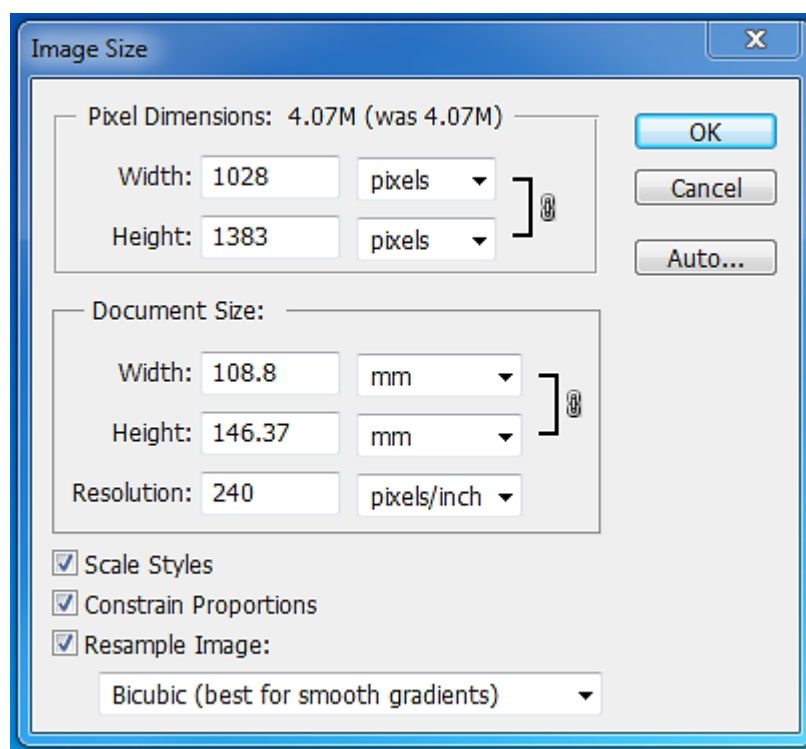 Image Size
Pixel Dimensions: 4.07M (was 4.07M)
OK
Width: 1028 pixels
Cancel
Height: 1383 pixels
Auto...
Document Size:
Width: 108.8 mm
Height: 146.37 mm
Resolution: 240 pixels/inch
Scale Styles
Constrain Proportions
Resample Image:
Bicubic (best for smooth gradients)